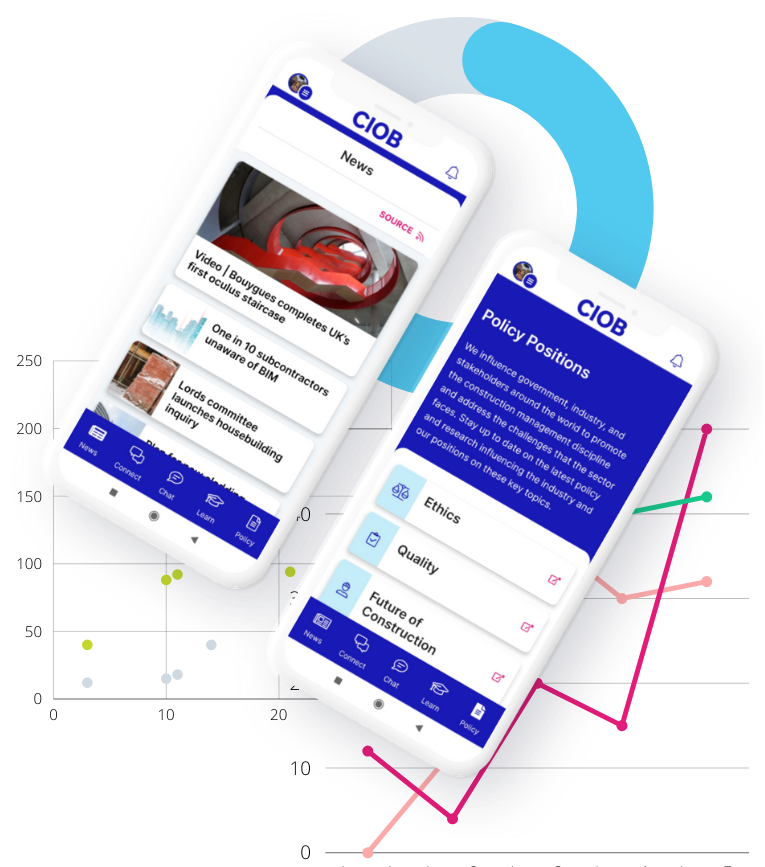 CIOB
News
SOURCE
Video | Bouygues completes UK's
first oculus staircase
One in 10 subcontractors
unaware of BIM
Lords committee
launches housebuilding
inquiry
News
Connect
Chat
Learn
Policy
CIOB
Policy Positions
We influence government, industry, and
stakeholders around the world to promote
the construction management discipline
and address the challenges that the sector
faces. Stay up to date on the latest policy
and research influencing the industry and
our positions on these key topics.
Ethics
Quality
Future of
Construction
News
Connect
Chat
Learn
Policy
250
200
150
100
50
0
0
10
20
10
0